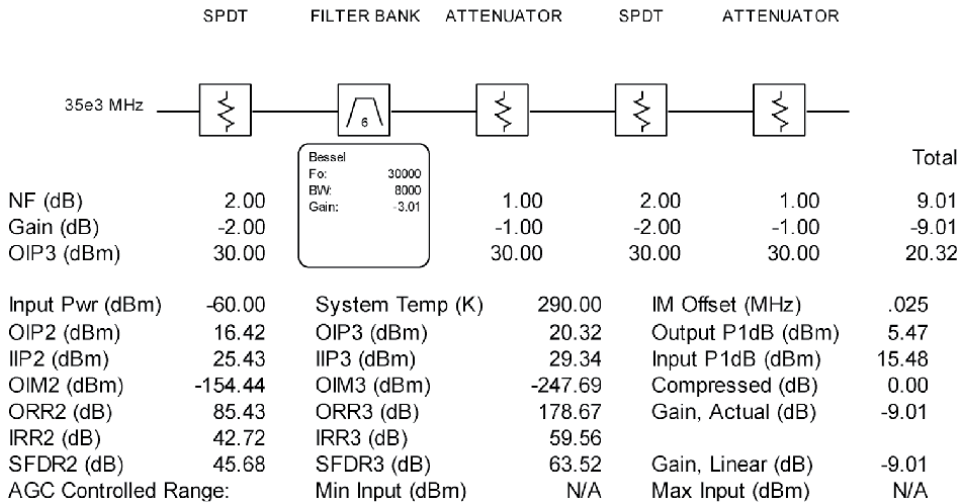 SPDT FILTER BANK ATTENUATOR SPDT ATTENUATOR
35e3 MHz
6
Total
Bessel
Fo: 30000
BW: 8000
Gain: -3.01
NF (dB) 2.00 1.00 2.00 1.00 9.01
Gain (dB) -2.00 -1.00 -2.00 -1.00 -9.01
OIP3 (dBm) 30.00 30.00 30.00 30.00 20.32
Input Pwr (dBm) -60.00 System Temp (K) 290.00 IM Offset (MHz) .025
OIP2 (dBm) 16.42 OIP3 (dBm) 20.32 Output P1dB (dBm) 5.47
IIP2 (dBm) 25.43 IIP3 (dBm) 29.34 Input P1dB (dBm) 15.48
OIM2 (dBm) -154.44 OIM3 (dBm) -247.69 Compressed (dB) 0.00
ORR2 (dB) 85.43 ORR3 (dB) 178.67 Gain, Actual (dB) -9.01
IRR2 (dB) 42.72 IRR3 (dB) 59.56
SFDR2 (dB) 45.68 SFDR3 (dB) 63.52 Gain, Linear (dB) -9.01
AGC Controlled Range: Min Input (dBm) N/A Max Input (dBm) N/A